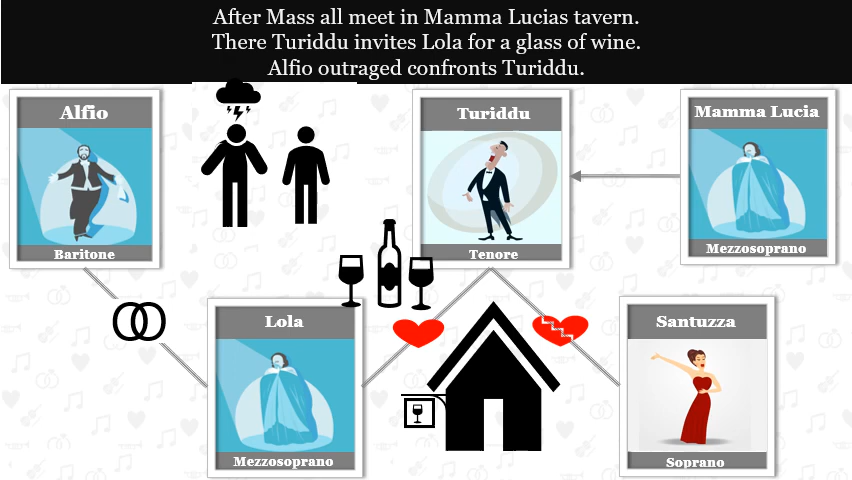 After Mass all meet in Mamma Lucias tavern.
There Turiddu invites Lola for a glass of wine.
Alfio outraged confronts Turiddu.
Alfio
Baritone
Turiddu
Tenore
Mamma Lucia
Mezzosoprano
Lola
Mezzosoprano
Santuzza
Soprano